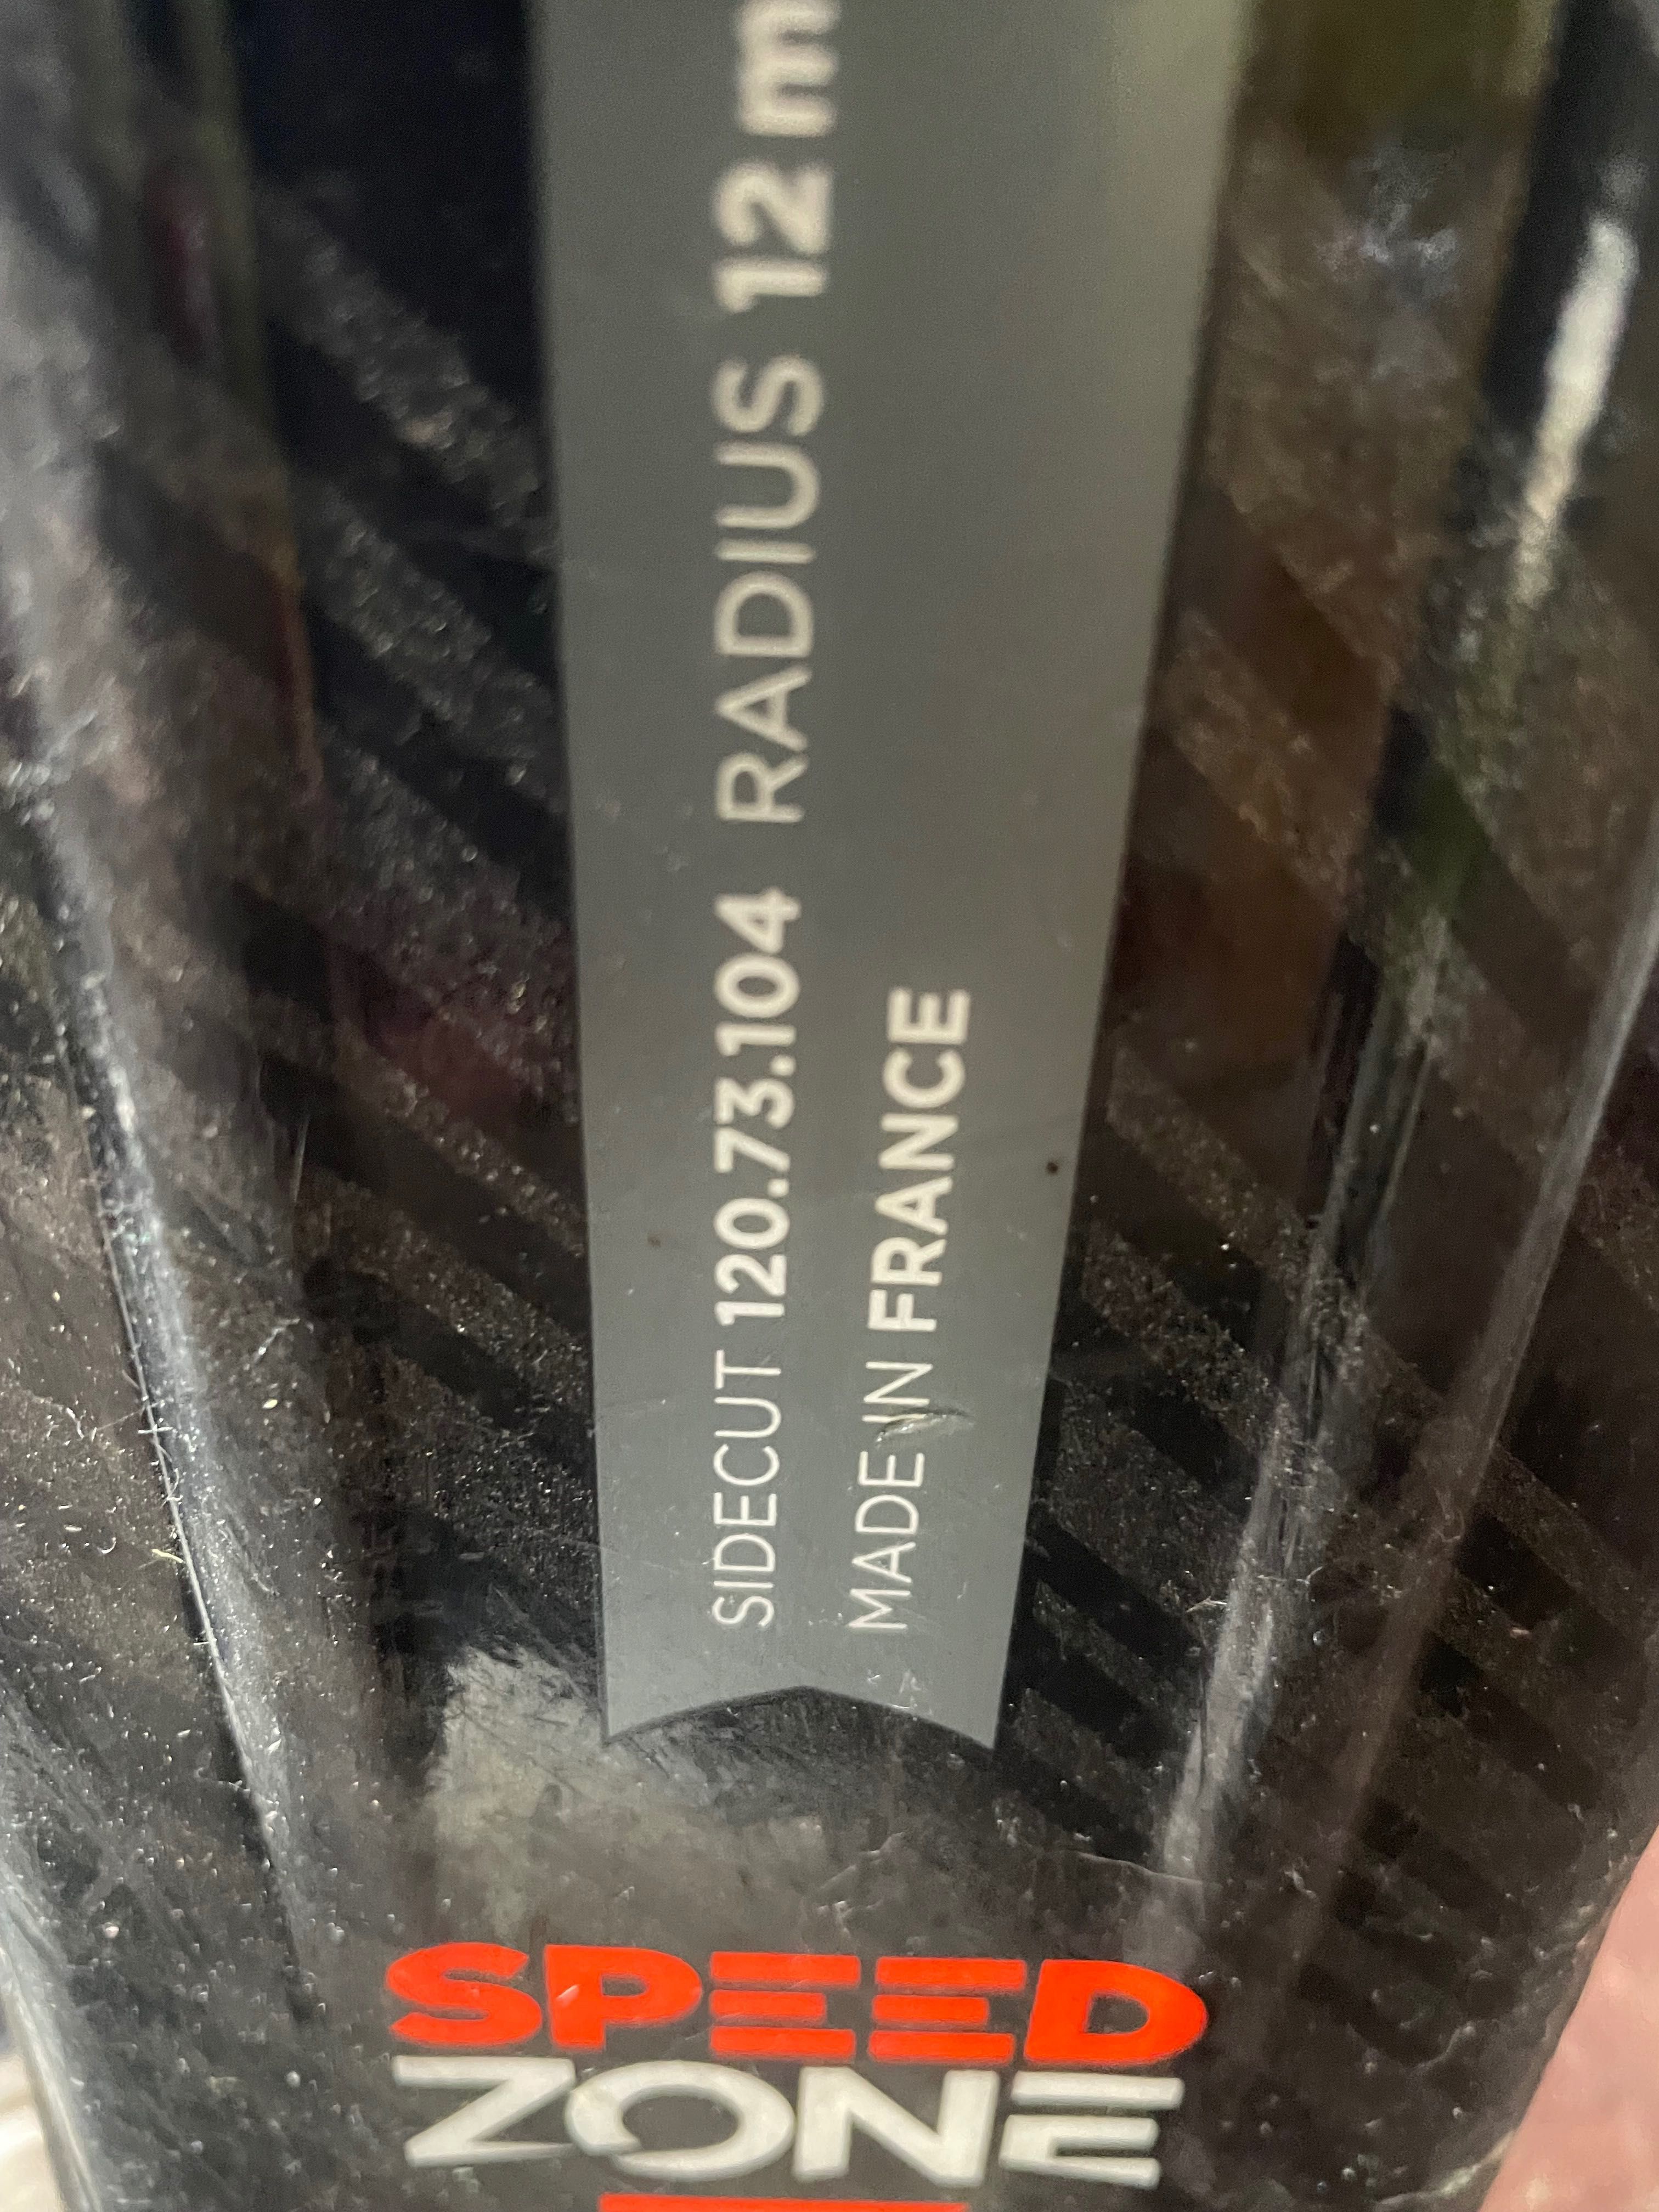 SIDECUT 120.73.104 RADIUS 12 m
MADE IN FRANCE
SPEED
ZONE